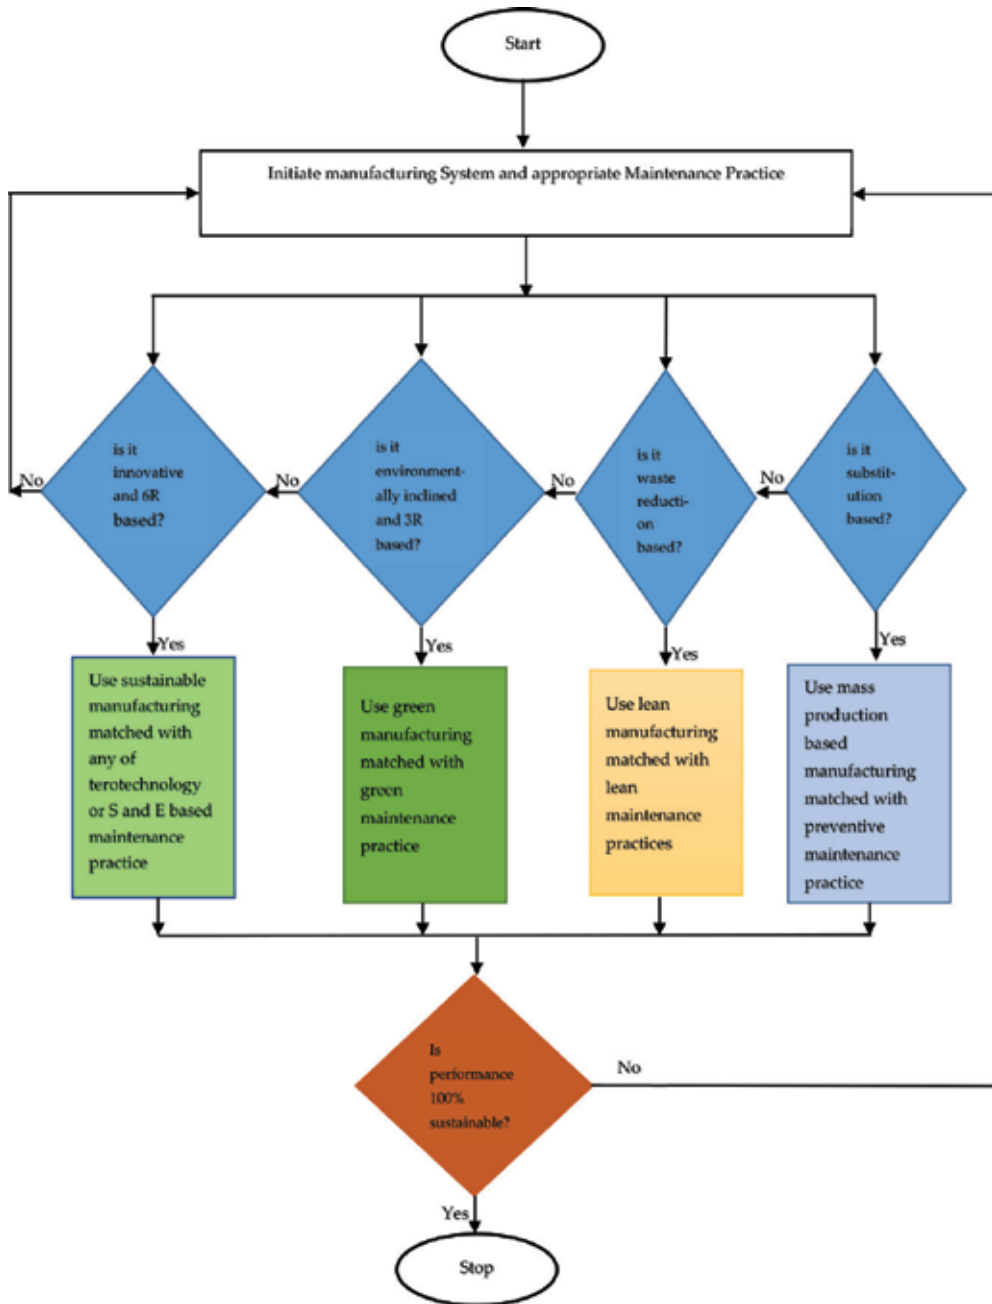 Start
Initiate manufacturing System and appropriate Maintenance Practice
is it
innovative
and 6R
based?
is it
environment-
ally inclined
and 3R
based?
is it
waste
reducti-
on
based?
is it
substit-
ution
based?
No
No
No
No
Yes
Yes
Yes
Yes
Use sustainable
manufacturing
matched with
any of
terotechnology
or S and E based
maintenance
practice
Use green
manufacturing
matched with
green
maintenance
practice
Use lean
manufacturing
matched with
lean
maintenance
practices
Use mass
production
based
manufacturing
matched with
preventive
maintenance
practice
Is
performance
100%
sustainable?
No
Yes
Stop